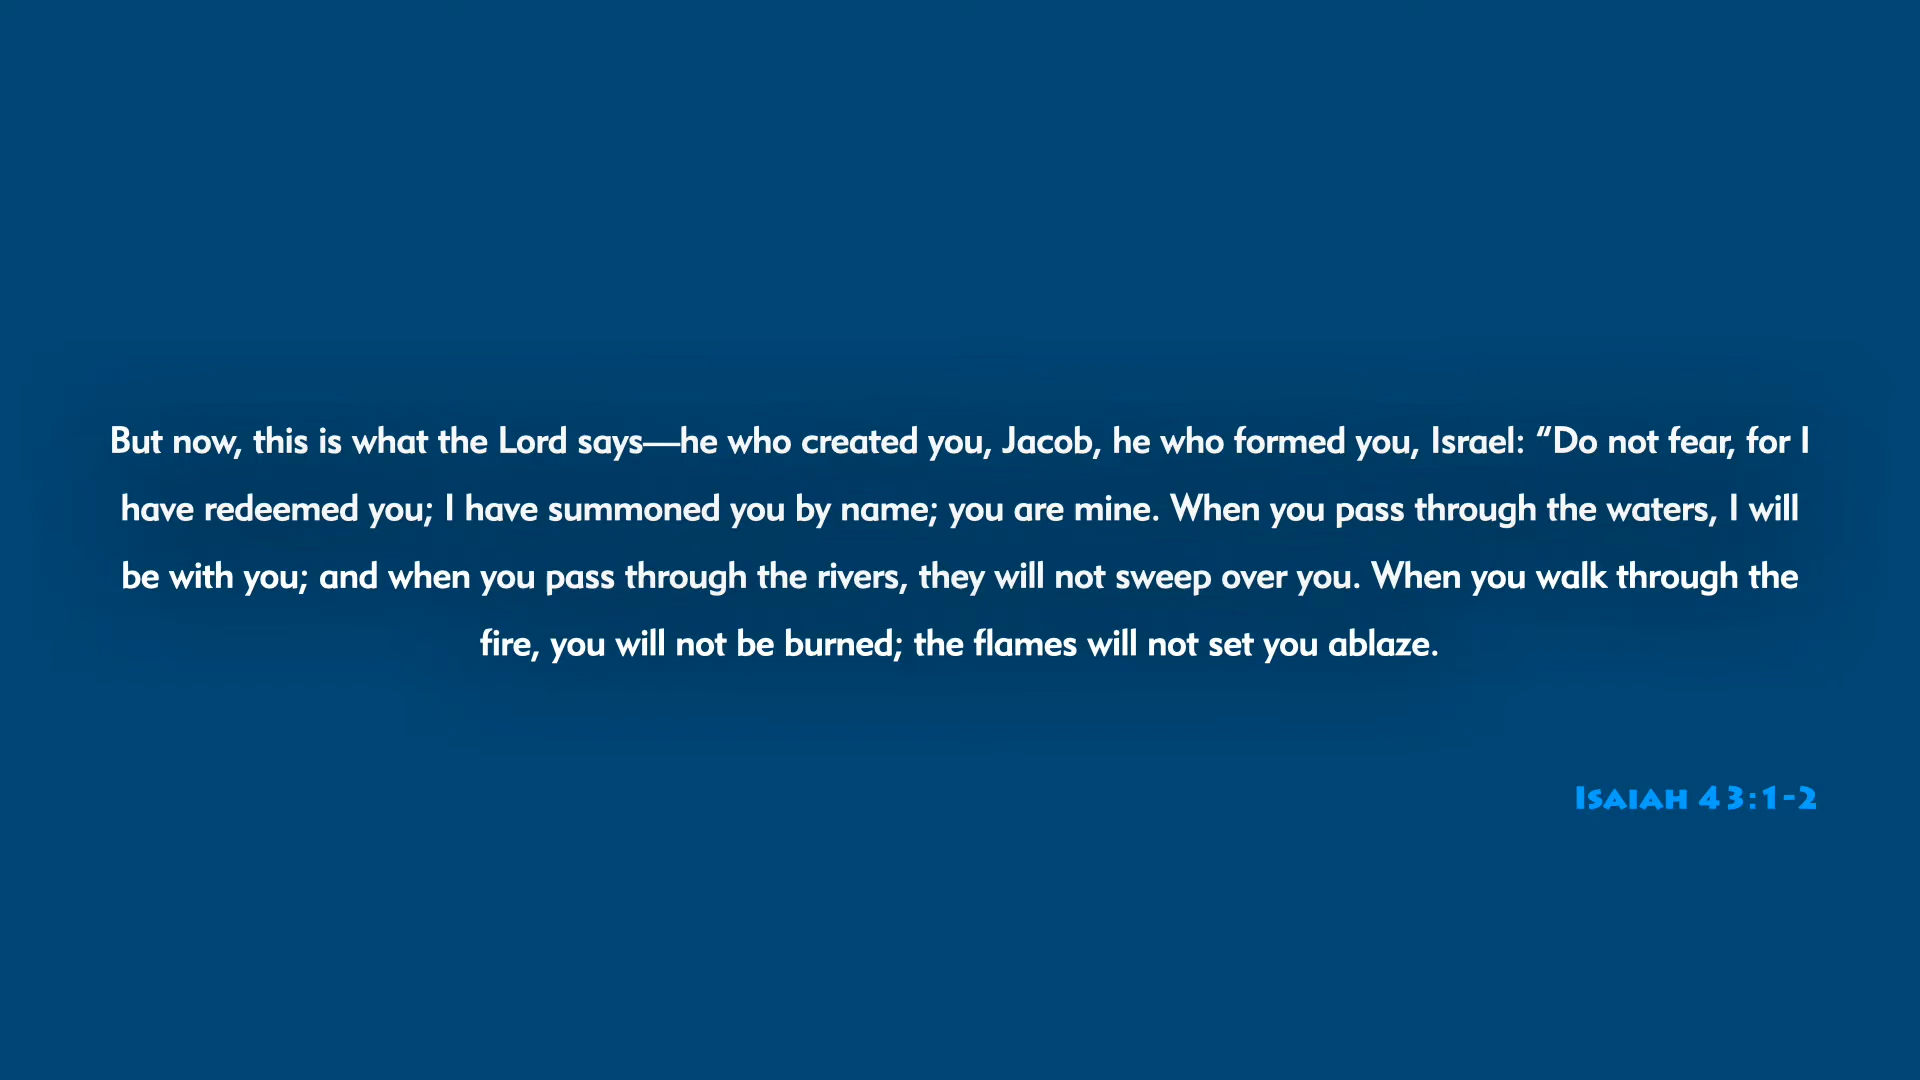 But now, this is what the Lord says—he who created you, Jacob, he who formed you, Israel: “Do not fear, for I
have redeemed you; I have summoned you by name; you are mine. When you pass through the waters, I will
be with you; and when you pass through the rivers, they will not sweep over you. When you walk through the
fire, you will not be burned; the flames will not set you ablaze.
Isaiah 43:1-2